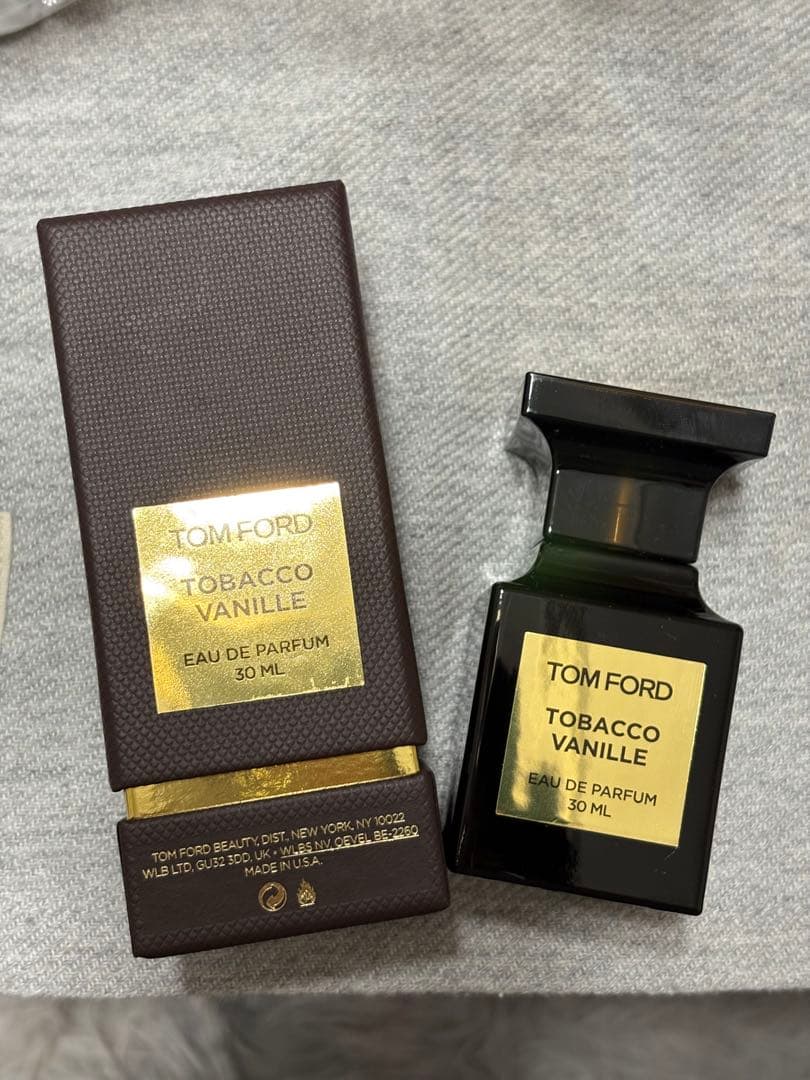 TOM FORD
TOBACCO
VANILLE
EAU DE PARFUM
30 ML
TOM FORD BEAUTY, DIST. NEW YORK, NY 10022
WLB LTD, GU32 3DD, UK • WLBS NV, OEVEL BE-2260
MADE IN U.S.A.
TOM FORD
TOBACCO
VANILLE
EAU DE PARFUM
30 ML